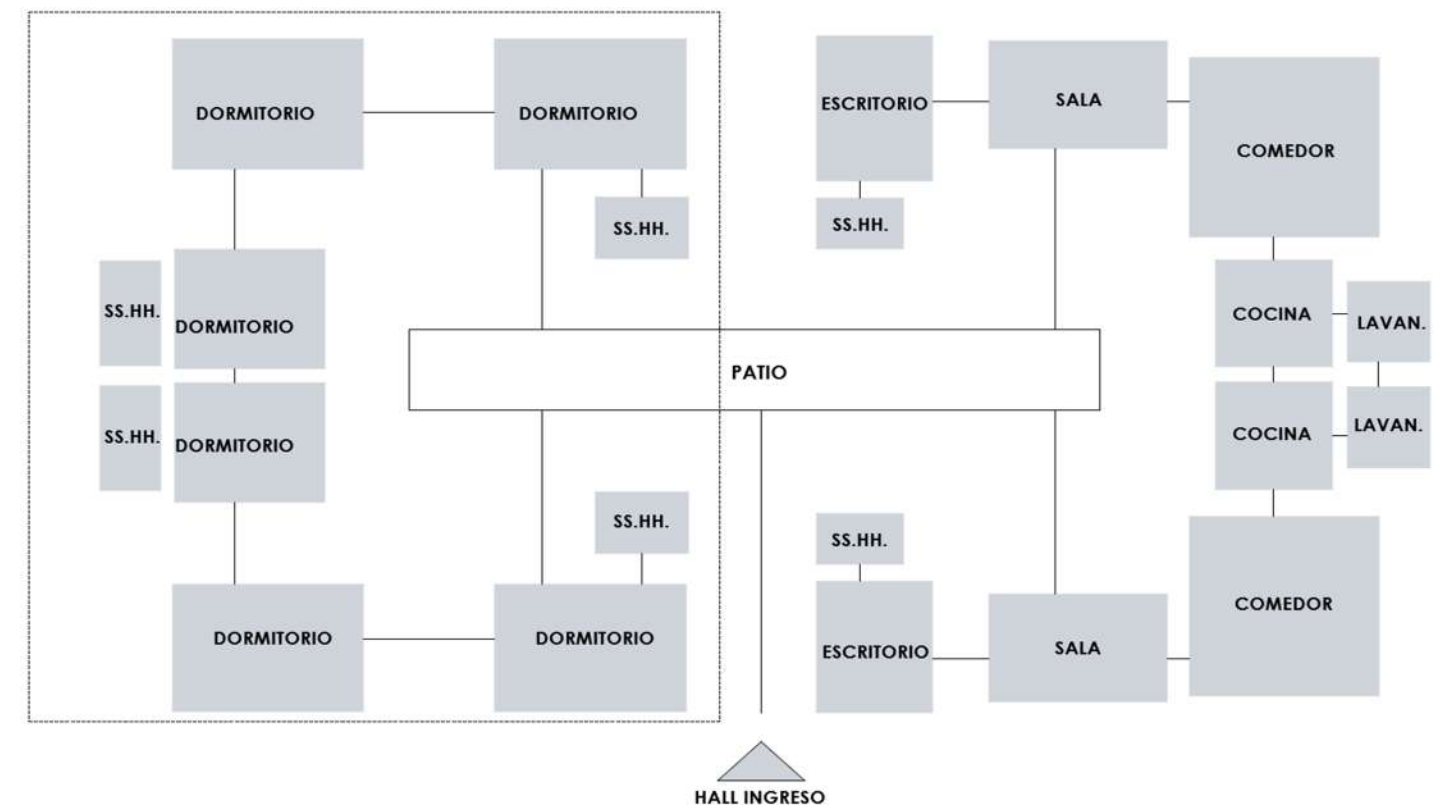 DORMITORIO
DORMITORIO
ESCRITORIO
SALA
COMEDOR
SS.HH.
SS.HH.
SS.HH.
DORMITORIO
COCINA
LAVAN.
PATIO
SS.HH.
DORMITORIO
COCINA
LAVAN.
SS.HH.
SS.HH.
DORMITORIO
DORMITORIO
ESCRITORIO
SALA
COMEDOR
HALL INGRESO